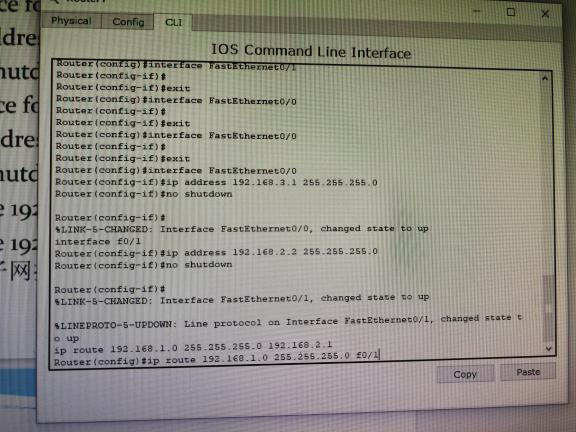 Physical
Config
CLI
IOS Command Line Interface
Router(config)#interface FastEthernet0/1
Router(config-if)#
Router(config-if)#exit
Router(config)#interface FastEthernet0/0
Router(config-if)#
Router(config-if)#exit
Router(config)#interface FastEthernet0/0
Router(config-if)#
Router(config-if)#exit
Router(config)#interface FastEthernet0/0
Router(config-if)#ip address 192.168.3.1 255.255.255.0
Router(config-if)#no shutdown
Router(config-if)#
%LINK-5-CHANGED: Interface FastEthernet0/0, changed state to up
interface f0/1
Router(config-if)#ip address 192.168.2.2 255.255.255.0
Router(config-if)#no shutdown
Router(config-if)#
%LINK-5-CHANGED: Interface FastEthernet0/1, changed state to up
%LINEPROTO-5-UPDOWN: Line protocol on Interface FastEthernet0/1, changed state t
o up
ip route 192.168.1.0 255.255.255.0 192.168.2.1
Router(config)#ip route 192.168.1.0 255.255.255.0 f0/1
Copy
Paste
ce fo
dre
hutd
e 192
e 192
网